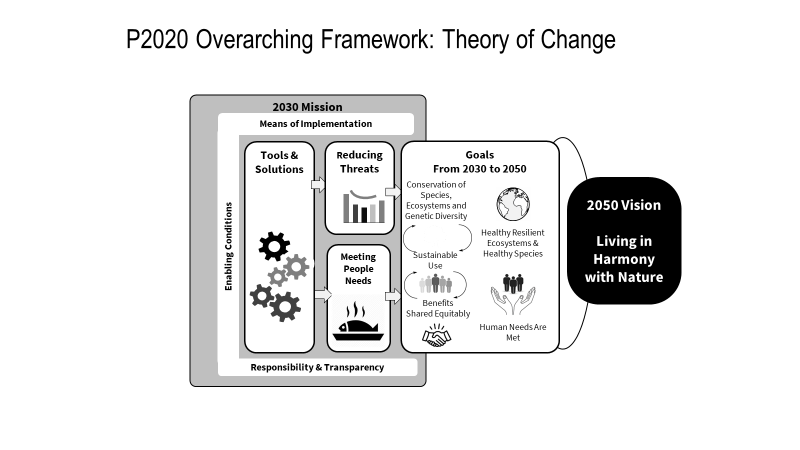 P2020 Overarching Framework: Theory of Change
2030 Mission
Means of Implementation
Enabling Conditions
Tools &
Solutions
Reducing
Threats
Meeting
People
Needs
Goals
From 2030 to 2050
Conservation of
Species,
Ecosystems and
Genetic Diversity
Sustainable
Use
Benefits
Shared Equitably
Healthy Resilient
Ecosystems &
Healthy Species
Human Needs Are
Met
2050 Vision
Living in
Harmony
with Nature
Responsibility & Transparency